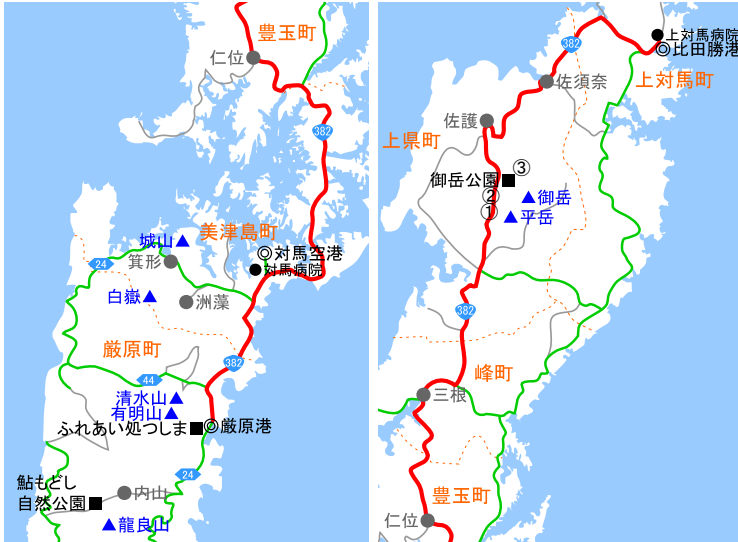 豊玉町
仁位
382
美津島町
城山
箕形
24
対馬空港
対馬病院
白嶽
洲藻
厳原町
382
44
清水山
有明山
ふれあい処つしま
厳原港
24
鮎もどし
自然公園
内山
龍良山
上対馬病院
比田勝港
382
上対馬町
佐須奈
佐護
上県町
御岳公園
③
②
①
御岳
平岳
382
峰町
三根
豊玉町
仁位